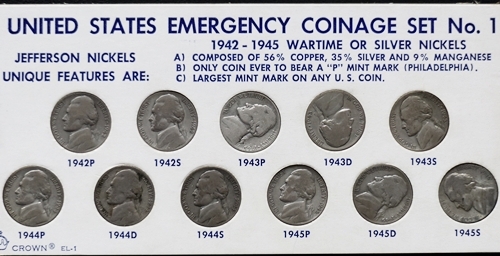 UNITED STATES EMERGENCY COINAGE SET No. 1
1942 - 1945 WARTIME OR SILVER NICKELS
JEFFERSON NICKELS
UNIQUE FEATURES ARE:
A) COMPOSED OF 56% COPPER, 35% SILVER AND 9% MANGANESE
B) ONLY COIN EVER TO BEAR A "P" MINT MARK (PHILADELPHIA).
C) LARGEST MINT MARK ON ANY U.S. COIN.
1942P 1942S 1943P 1943D 1943S
1944P 1944D 1944S 1945P 1945D 1945S
CROWN® EL-1